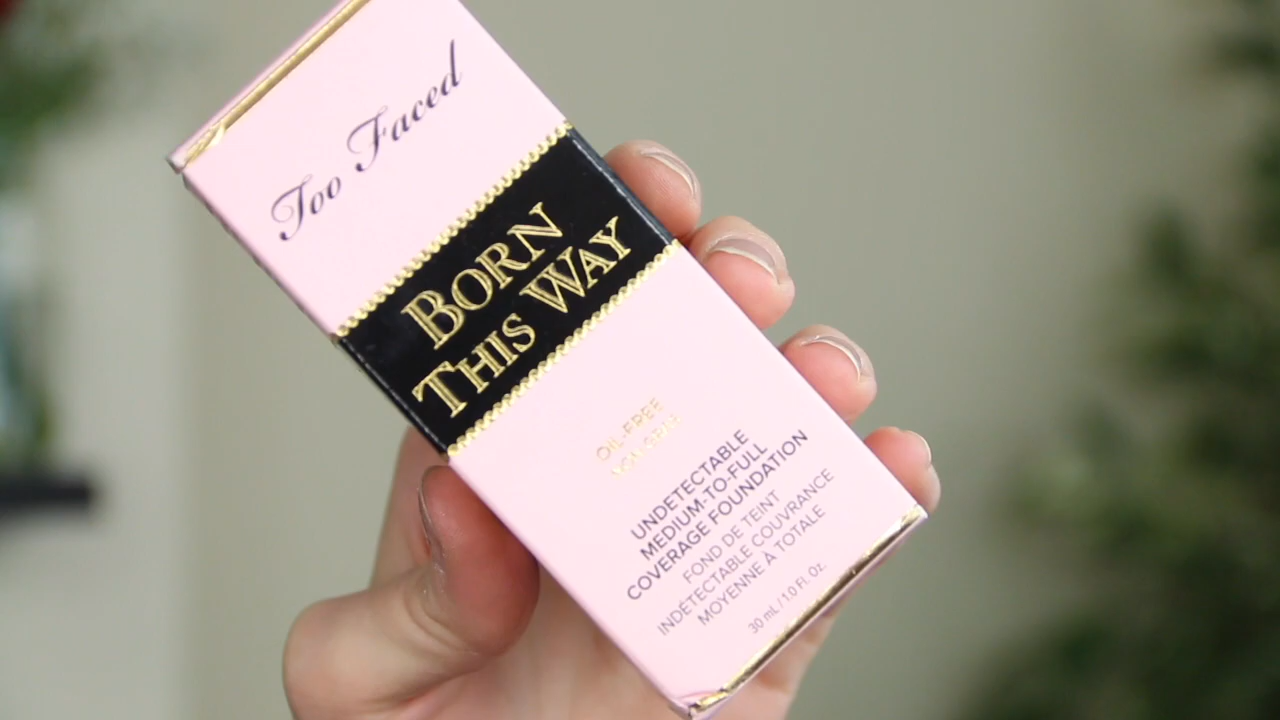 Too Faced
BORN
THIS WAY
OIL-FREE
UNDETECTABLE
MEDIUM-TO-FULL
COVERAGE FOUNDATION
FOND DE TEINT
INDÉTECTABLE COUVRANCE
MOYENNE À TOTALE
30 mL / 1.0 Fl. Oz.